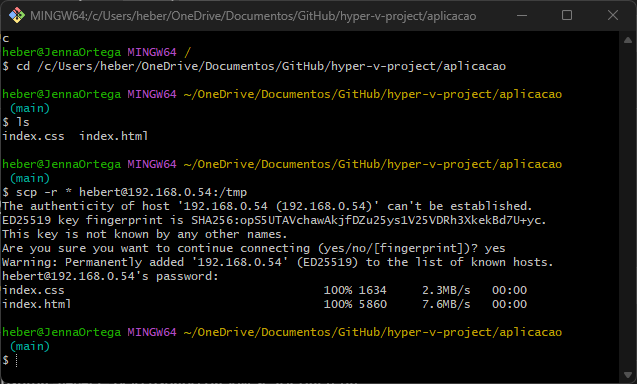 MINGW64:/c/Users/heber/OneDrive/Documentos/GitHub/hyper-v-project/aplicacao
c
heber@JennaOrtega MINGW64 /
$ cd /c/Users/heber/OneDrive/Documentos/GitHub/hyper-v-project/aplicacao
heber@JennaOrtega MINGW64 ~/OneDrive/Documentos/GitHub/hyper-v-project/aplicacao
(main)
$ ls
index.css  index.html
heber@JennaOrtega MINGW64 ~/OneDrive/Documentos/GitHub/hyper-v-project/aplicacao
(main)
$ scp -r * hebert@192.168.0.54:/tmp
The authenticity of host '192.168.0.54 (192.168.0.54)' can't be established.
ED25519 key fingerprint is SHA256:opS5UTAVchawAkjfDZu25ys1V25VDRh3XkekBd7U+yc.
This key is not known by any other names.
Are you sure you want to continue connecting (yes/no/[fingerprint])? yes
Warning: Permanently added '192.168.0.54' (ED25519) to the list of known hosts.
hebert@192.168.0.54's password:
index.css 100% 1634 2.3MB/s 00:00
index.html 100% 5860 7.6MB/s 00:00
heber@JennaOrtega MINGW64 ~/OneDrive/Documentos/GitHub/hyper-v-project/aplicacao
(main)
$